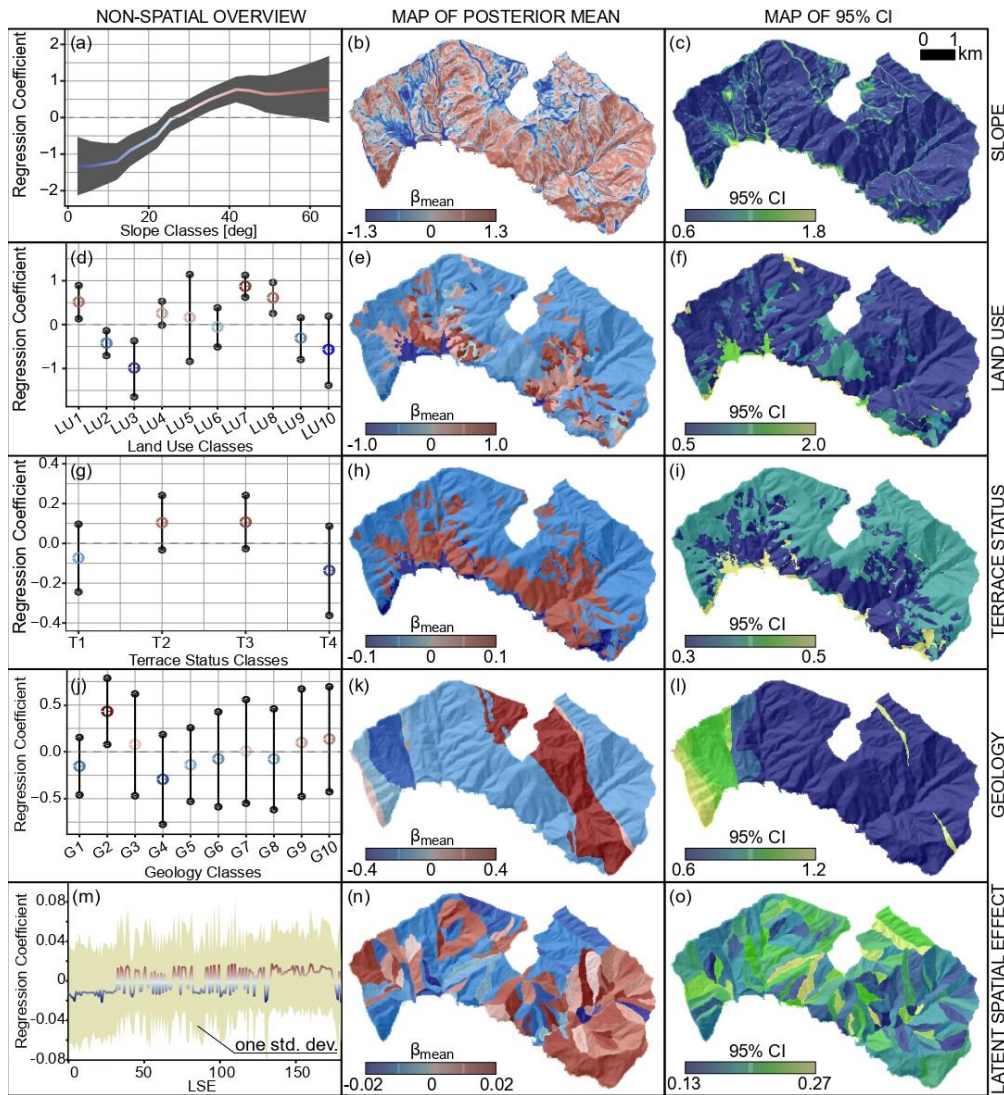 NON-SPATIAL OVERVIEW
MAP OF POSTERIOR MEAN
MAP OF 95% CI
(a)
Regression Coefficient
1
0
-1
-2
0 20 40 60
Slope Classes [deg]
(b)
βmean
-1.3 0 1.3
(c)
0 1
km
95% CI
0.6 1.8
SLOPE
(d)
Regression Coefficient
1
0
-1
LU1 LU2 LU3 LU4 LU5 LU6 LU7 LU8 LU9 LU10
Land Use Classes
(e)
βmean
-1.0 0 1.0
(f)
95% CI
0.5 2.0
LAND USE
(g)
Regression Coefficient
0.4
0.2
0.0
-0.2
-0.4
T1 T2 T3 T4
Terrace Status Classes
(h)
βmean
-0.1 0 0.1
(i)
95% CI
0.3 0.5
TERRACE STATUS
(j)
Regression Coefficient
0.5
0.0
-0.5
G1 G2 G3 G4 G5 G6 G7 G8 G9 G10
Geology Classes
(k)
βmean
-0.4 0 0.4
(l)
95% CI
0.6 1.2
GEOLOGY
(m)
Regression Coefficient
0.08
0.04
0
-0.04
-0.08
one std. dev.
0 50 100 150
LSE
(n)
βmean
-0.02 0 0.02
(o)
95% CI
0.13 0.27
LATENT SPATIAL EFFECT